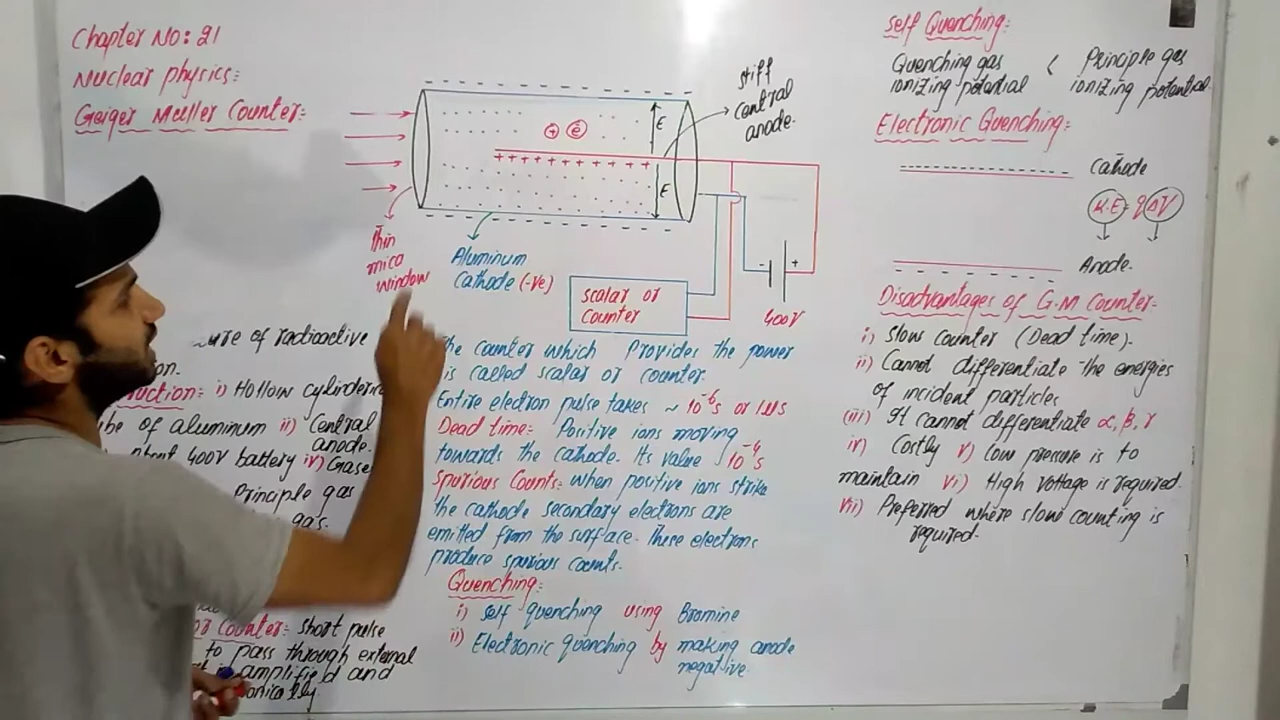 Chapter No: 21
Nuclear physics:
Geiger Muller Counter:
stiff
central
anode.
E
E
+ e
+ + + + + + + + + + +
Thin
mica
window
Aluminum
Cathode (-ve)
scalar or
counter
- +
400V
of radioactive
i) Hollow cylinderic
of aluminum ii) Central
anode.
400V battery iv) Gases
Principle gas
gas.
Counter: Short pulse
to pass through external
amplified and
The counter which Provides the power
is called scalar or counter.
Entire electron pulse takes ~ 10⁻⁶s or 1μs
Dead time: Positive ions moving
towards the cathode. Its value 10⁻⁴s
Spurious Counts: when positive ions strike
the cathode secondary electrons are
emitted from the surface. These electrons
produce spurious counts.
Quenching:
i) self quenching using Bromine
ii) Electronic quenching by making anode
negative.
Self Quenching:
Quenching gas < Principle gas
ionizing potential ionizing potential
Electronic Quenching:
Cathode
K.E = qΔV
Anode.
Disadvantages of G.M Counter:
i) Slow counter (Dead time).
ii) Cannot differentiate the energies
of incident particles
(iii) It cannot differentiate α, β, γ
iv) Costly v) Low pressure is to
maintain vi) High Voltage is required.
vii) Preferred where slow counting is
required.